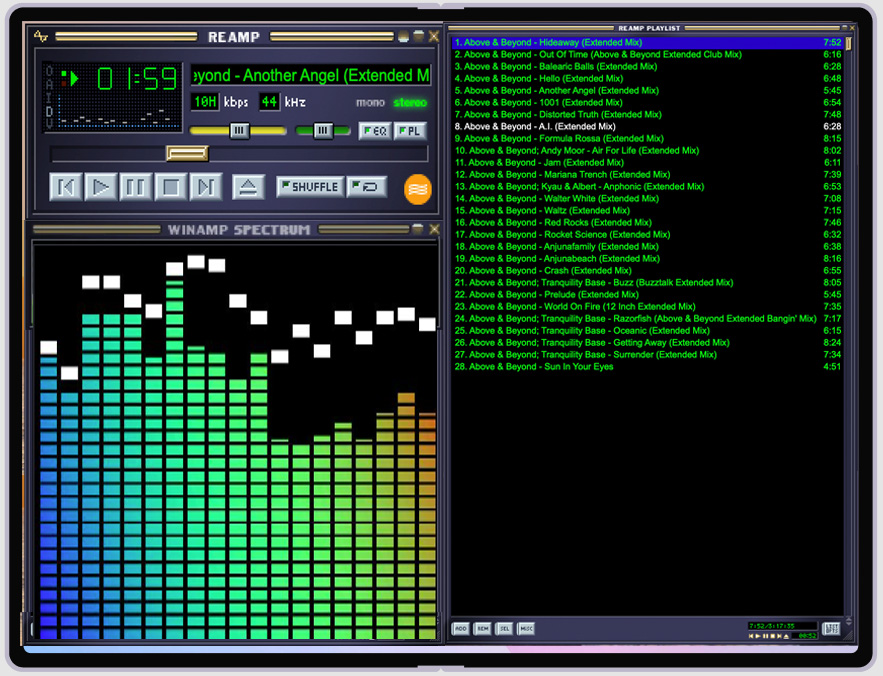 REAMP
O
A
I
D
V
01:59
eyond - Another Angel (Extended M
10H kbps 44 kHz mono stereo
EQ PL
SHUFFLE
WINAMP SPECTRUM
REAMP PLAYLIST
1. Above & Beyond - Hideaway (Extended Mix) 7:52
2. Above & Beyond - Out Of Time (Above & Beyond Extended Club Mix) 6:16
3. Above & Beyond - Balearic Balls (Extended Mix) 6:28
4. Above & Beyond - Hello (Extended Mix) 6:48
5. Above & Beyond - Another Angel (Extended Mix) 5:45
6. Above & Beyond - 1001 (Extended Mix) 6:54
7. Above & Beyond - Distorted Truth (Extended Mix) 7:48
8. Above & Beyond - A.I. (Extended Mix) 6:28
9. Above & Beyond - Formula Rossa (Extended Mix) 8:15
10. Above & Beyond; Andy Moor - Air For Life (Extended Mix) 8:02
11. Above & Beyond - Jam (Extended Mix) 6:11
12. Above & Beyond - Mariana Trench (Extended Mix) 7:39
13. Above & Beyond; Kyau & Albert - Anphonic (Extended Mix) 6:53
14. Above & Beyond - Walter White (Extended Mix) 7:08
15. Above & Beyond - Waltz (Extended Mix) 7:15
16. Above & Beyond - Red Rocks (Extended Mix) 7:46
17. Above & Beyond - Rocket Science (Extended Mix) 6:32
18. Above & Beyond - Anjunafamily (Extended Mix) 6:38
19. Above & Beyond - Anjunabeach (Extended Mix) 8:16
20. Above & Beyond - Crash (Extended Mix) 6:55
21. Above & Beyond; Tranquility Base - Buzz (Buzztalk Extended Mix) 8:05
22. Above & Beyond - Prelude (Extended Mix) 5:45
23. Above & Beyond - World On Fire (12 Inch Extended Mix) 7:35
24. Above & Beyond; Tranquility Base - Razorfish (Above & Beyond Extended Bangin' Mix) 7:17
25. Above & Beyond; Tranquility Base - Oceanic (Extended Mix) 6:15
26. Above & Beyond; Tranquility Base - Getting Away (Extended Mix) 8:24
27. Above & Beyond; Tranquility Base - Surrender (Extended Mix) 7:34
28. Above & Beyond - Sun In Your Eyes 4:51
ADD REM SEL MISC
7:52/3:17:35
00:52
LIST OPTS